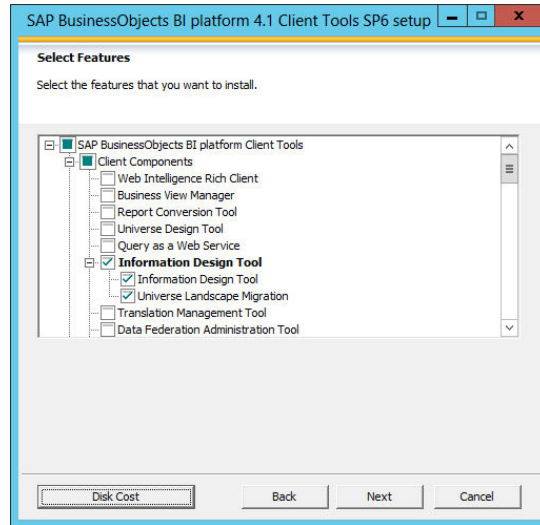 SAP BusinessObjects BI platform 4.1 Client Tools SP6 setup
Select Features
Select the features that you want to install.
SAP BusinessObjects BI platform Client Tools
Client Components
Web Intelligence Rich Client
Business View Manager
Report Conversion Tool
Universe Design Tool
Query as a Web Service
Information Design Tool
Information Design Tool
Universe Landscape Migration
Translation Management Tool
Data Federation Administration Tool
Disk Cost Back Next Cancel